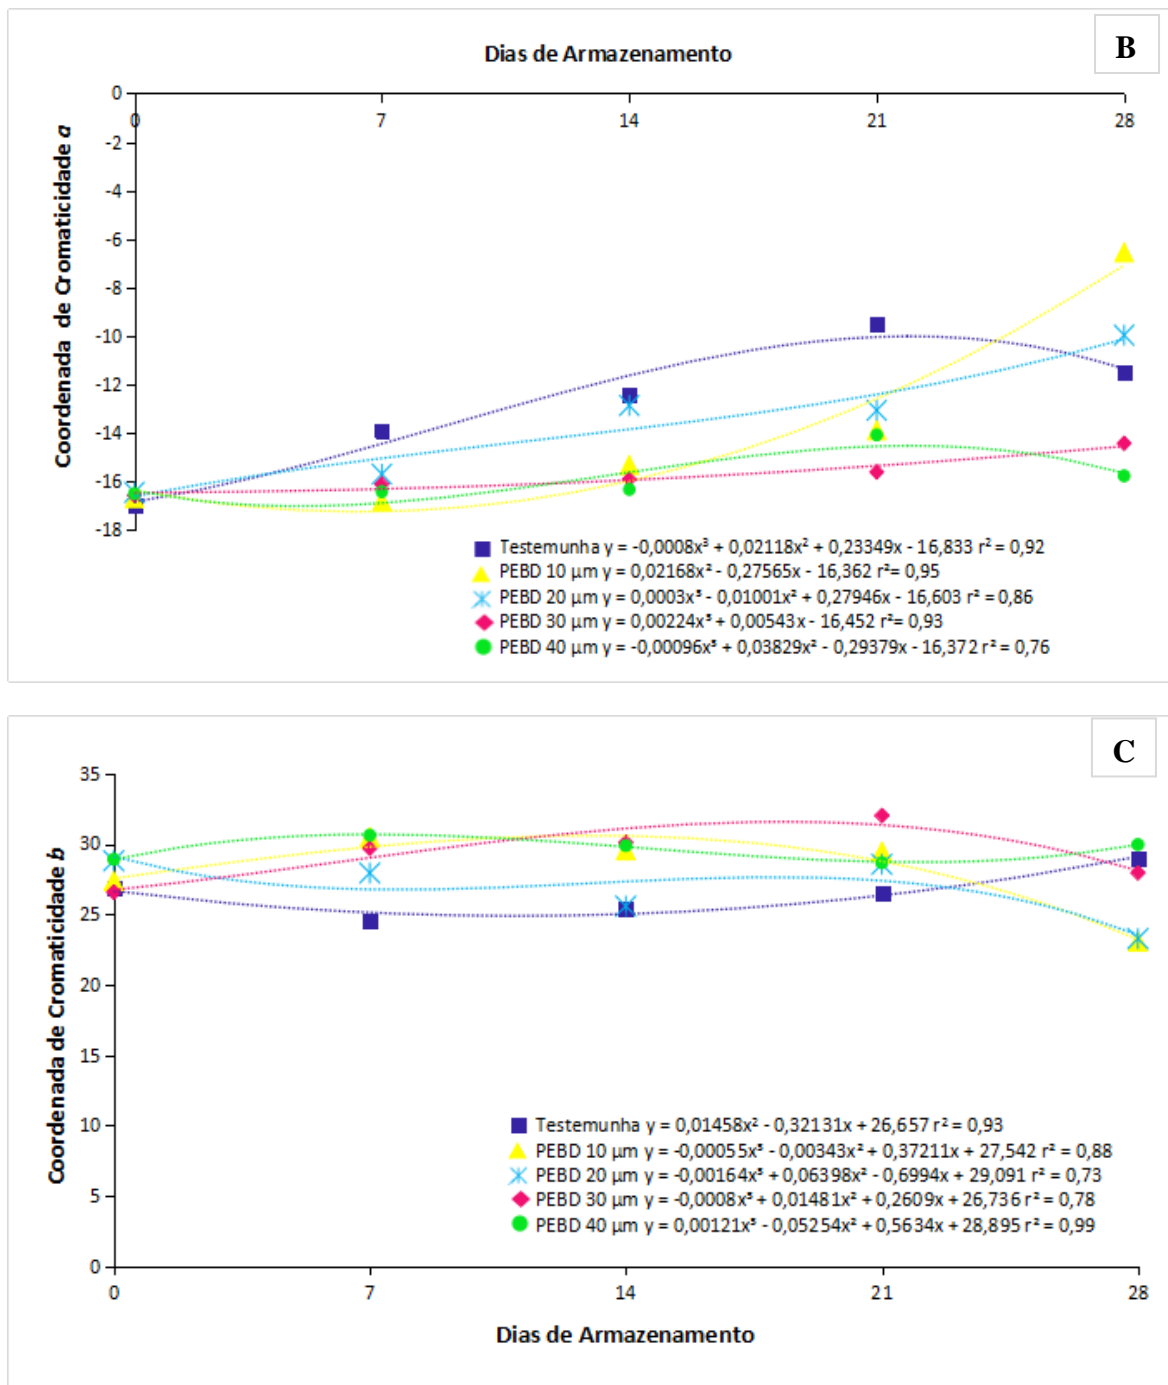 B
Dias de Armazenamento
0
0 7 14 21 28
-2
-4
-6
-8
-10
-12
-14
-16
-18
Coordenada de Cromaticidade a
Testemunha y = -0,0008x³ + 0,02118x² + 0,23349x - 16,833 r² = 0,92
PEBD 10 µm y = 0,02168x² - 0,27565x - 16,362 r²= 0,95
PEBD 20 µm y = 0,0003x³ - 0,01001x² + 0,27946x - 16,603 r² = 0,86
PEBD 30 µm y = 0,00224x³ + 0,00543x - 16,452 r²= 0,93
PEBD 40 µm y = -0,00096x³ + 0,03829x² - 0,29379x - 16,372 r² = 0,76
C
35
30
25
20
15
10
5
0
Coordenada de Cromaticidade b
Testemunha y = 0,01458x² - 0,32131x + 26,657 r² = 0,93
PEBD 10 µm y = -0,00055x³ - 0,00343x² + 0,37211x + 27,542 r² = 0,88
PEBD 20 µm y = -0,00164x³ + 0,06398x² - 0,6994x + 29,091 r² = 0,73
PEBD 30 µm y = -0,0008x³ + 0,01481x² + 0,2609x + 26,736 r² = 0,78
PEBD 40 µm y = 0,00121x³ - 0,05254x² + 0,5634x + 28,895 r² = 0,99
0 7 14 21 28
Dias de Armazenamento